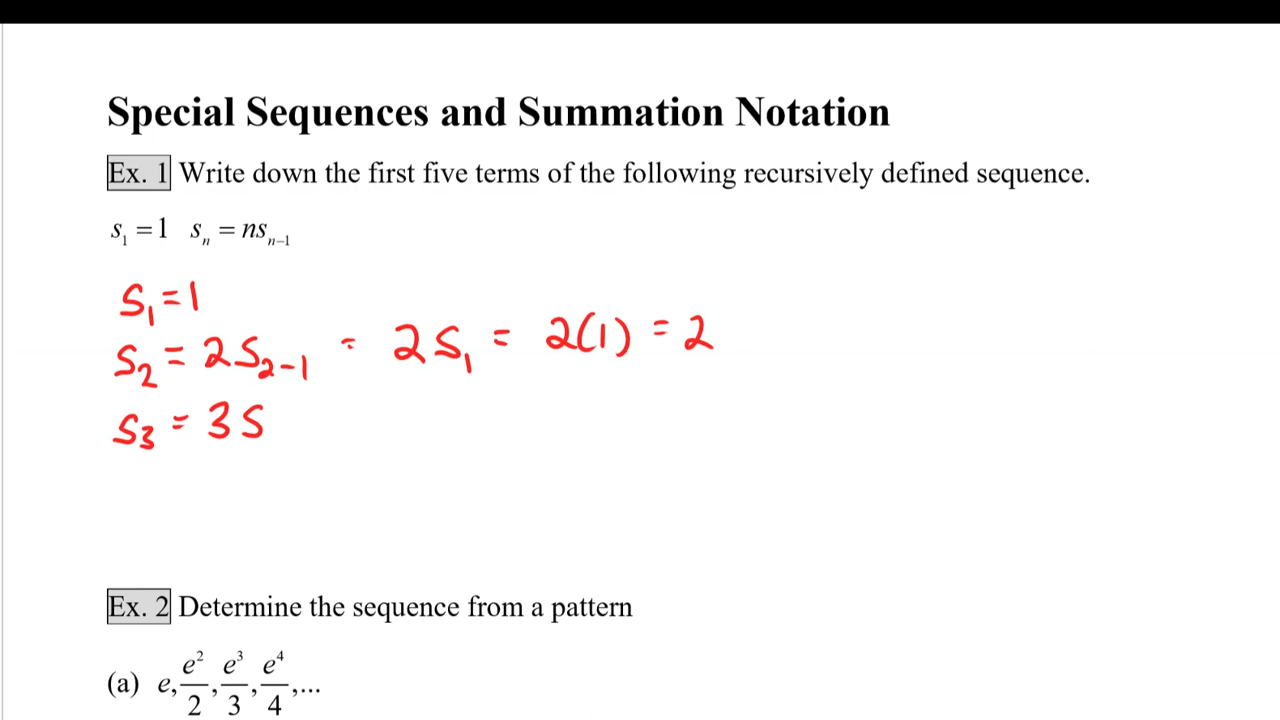 Special Sequences and Summation Notation
Ex. 1 Write down the first five terms of the following recursively defined sequence.
s₁ = 1 sₙ = nsₙ₋₁
S₁ = 1
S₂ = 2S₂₋₁ = 2S₁ = 2(1) = 2
S₃ = 3S
Ex. 2 Determine the sequence from a pattern
(a) e, e²/2, e³/3, e⁴/4, ...